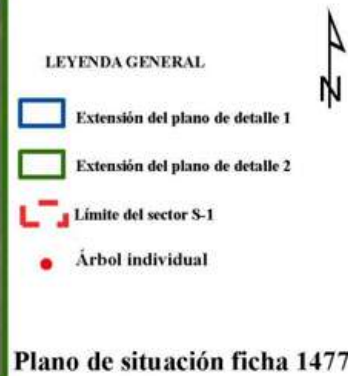 LEYENDA GENERAL
N
Extensión del plano de detalle 1
Extensión del plano de detalle 2
Límite del sector S-1
Árbol individual
Plano de situación ficha 1477